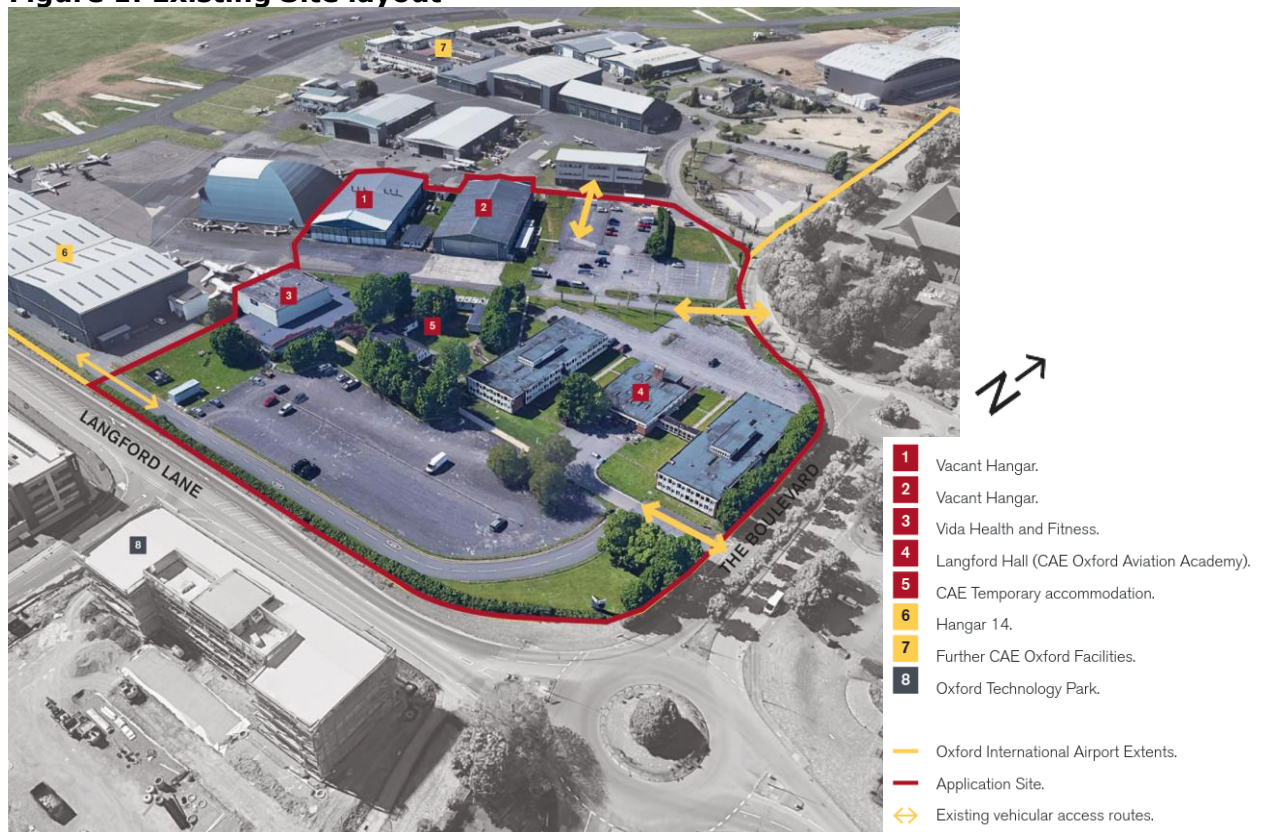 Figure 1: Existing Site layout
7
1
2
6
3
5
4
LANGFORD LANE
THE BOULEVARD
8
N
1 Vacant Hangar.
2 Vacant Hangar.
3 Vida Health and Fitness.
4 Langford Hall (CAE Oxford Aviation Academy).
5 CAE Temporary accommodation.
6 Hangar 14.
7 Further CAE Oxford Facilities.
8 Oxford Technology Park.
Oxford International Airport Extents.
Application Site.
Existing vehicular access routes.